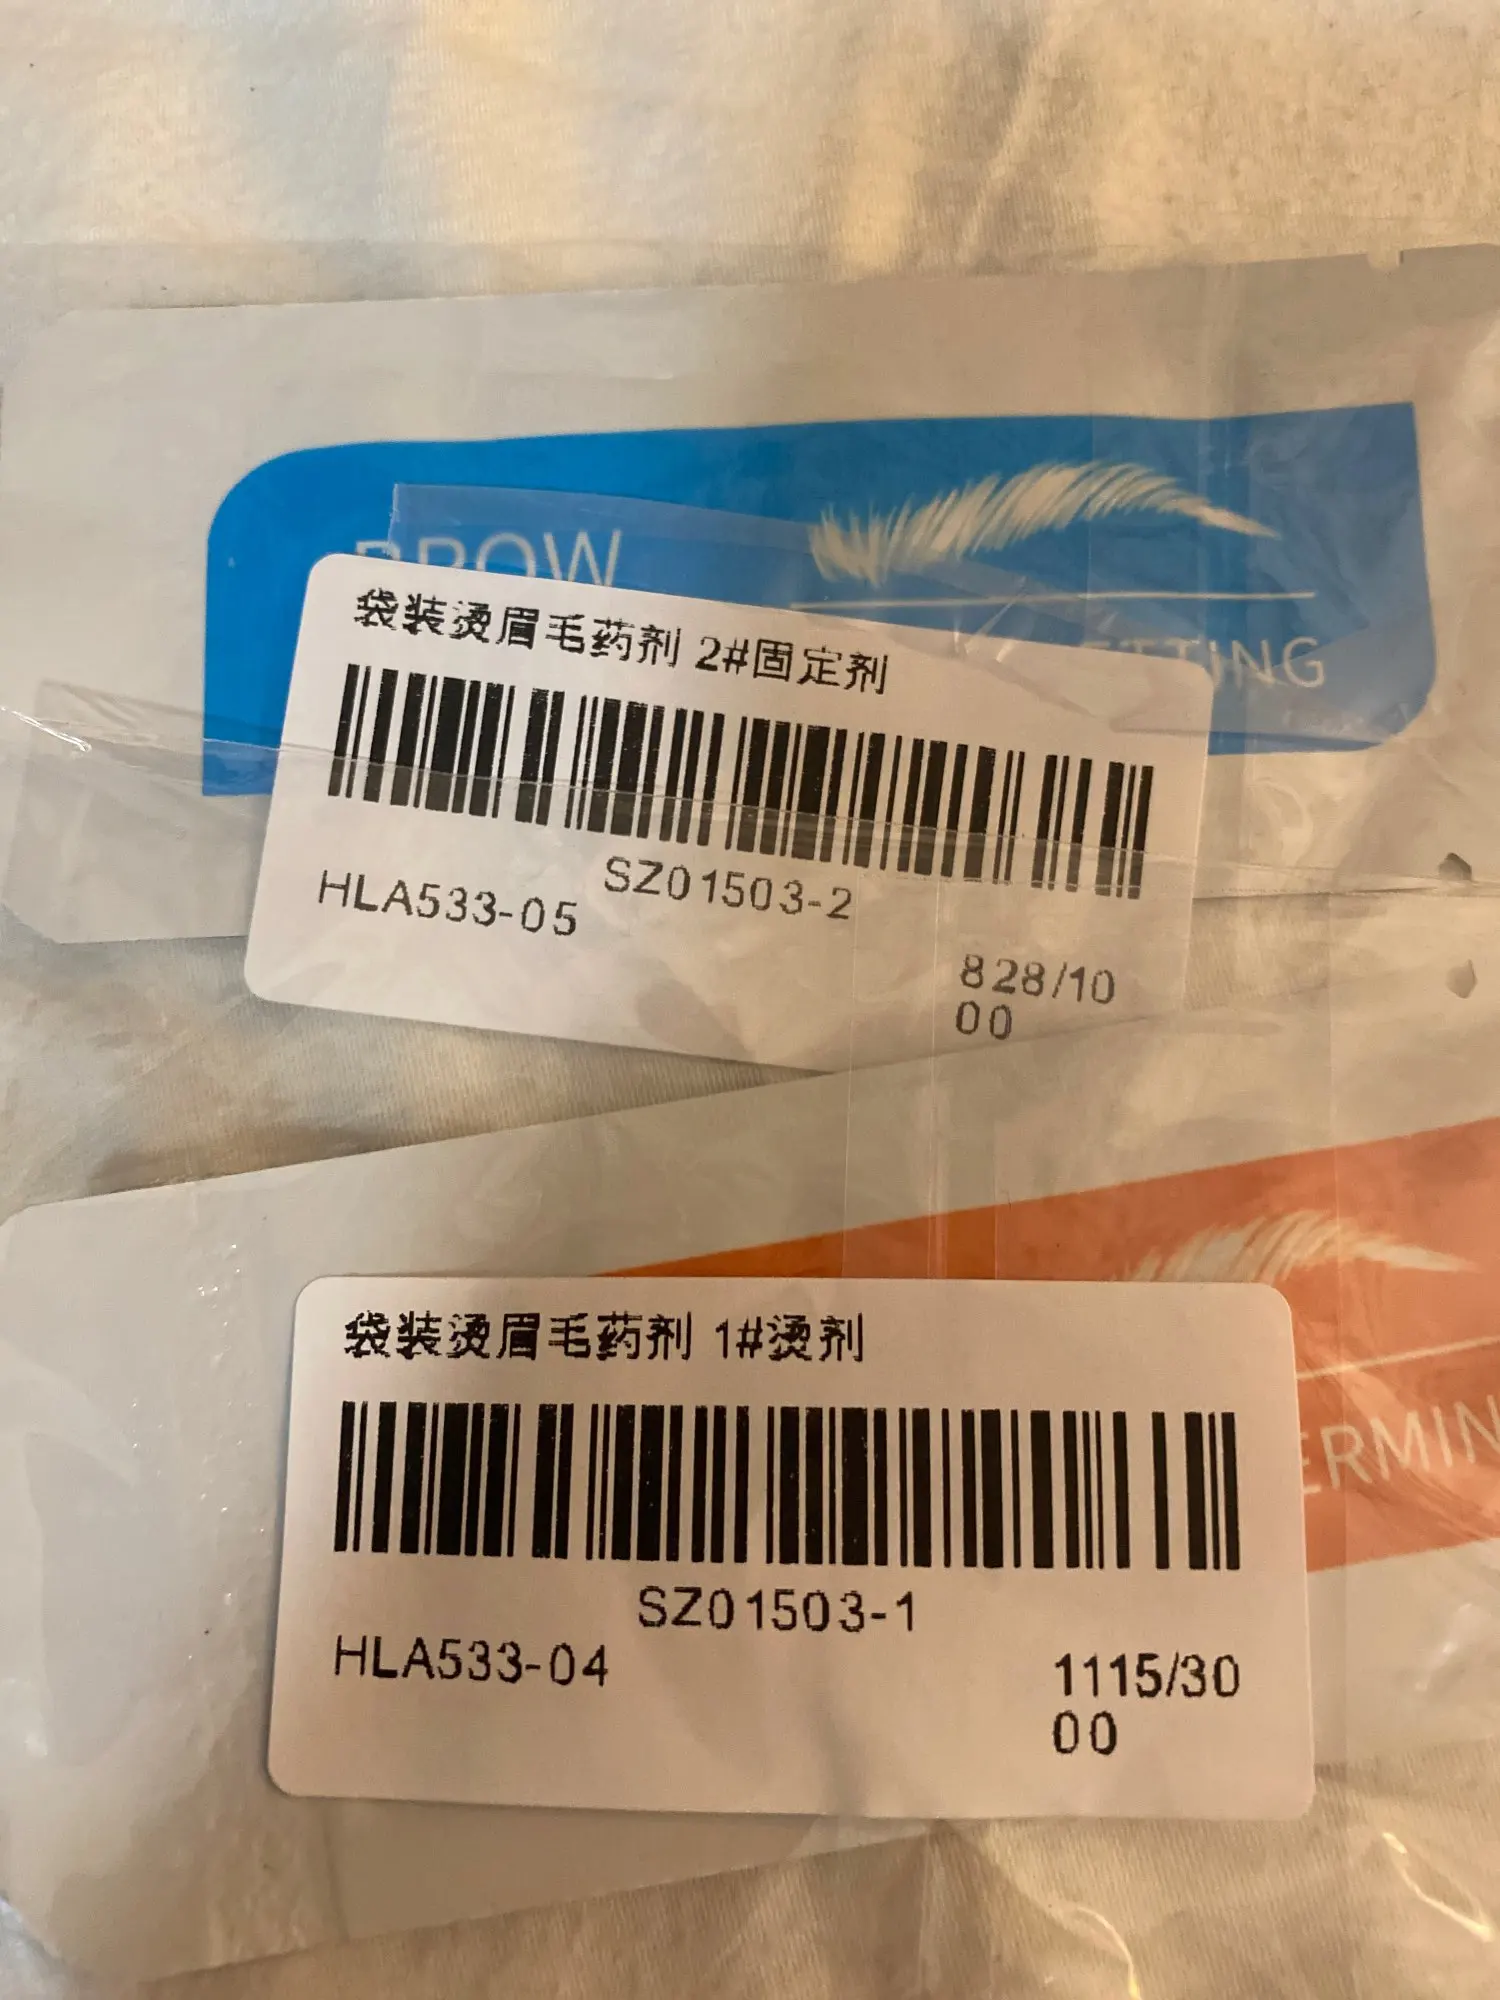 BROW
袋装烫眉毛药剂 2#固定剂
SZ01503-2
HLA533-05
828/10
00
袋装烫眉毛药剂 1#烫剂
SZ01503-1
HLA533-04
1115/30
00